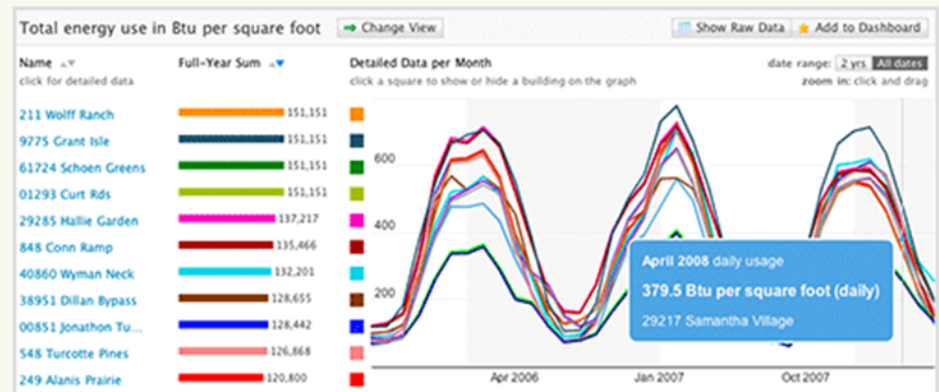 Total energy use in Btu per square foot Change View Show Raw Data Add to Dashboard
Name Full-Year Sum Detailed Data per Month date range: 2 yrs All dates
click for detailed data click a square to show or hide a building on the graph zoom in: click and drag
211 Wolff Ranch 151,151
9775 Grant Isle 151,151
61724 Schoen Greens 151,151
01293 Curt Rds 151,151
29285 Hallie Garden 137,217
848 Conn Ramp 135,466
40860 Wyman Neck 132,201
38951 Dillan Bypass 128,655
00851 Jonathon Tu... 128,442
548 Turcotte Pines 126,868
249 Alanis Prairie 120,800
600
400
200
April 2008 daily usage
379.5 Btu per square foot (daily)
29217 Samantha Village
Apr 2006 Jan 2007 Oct 2007